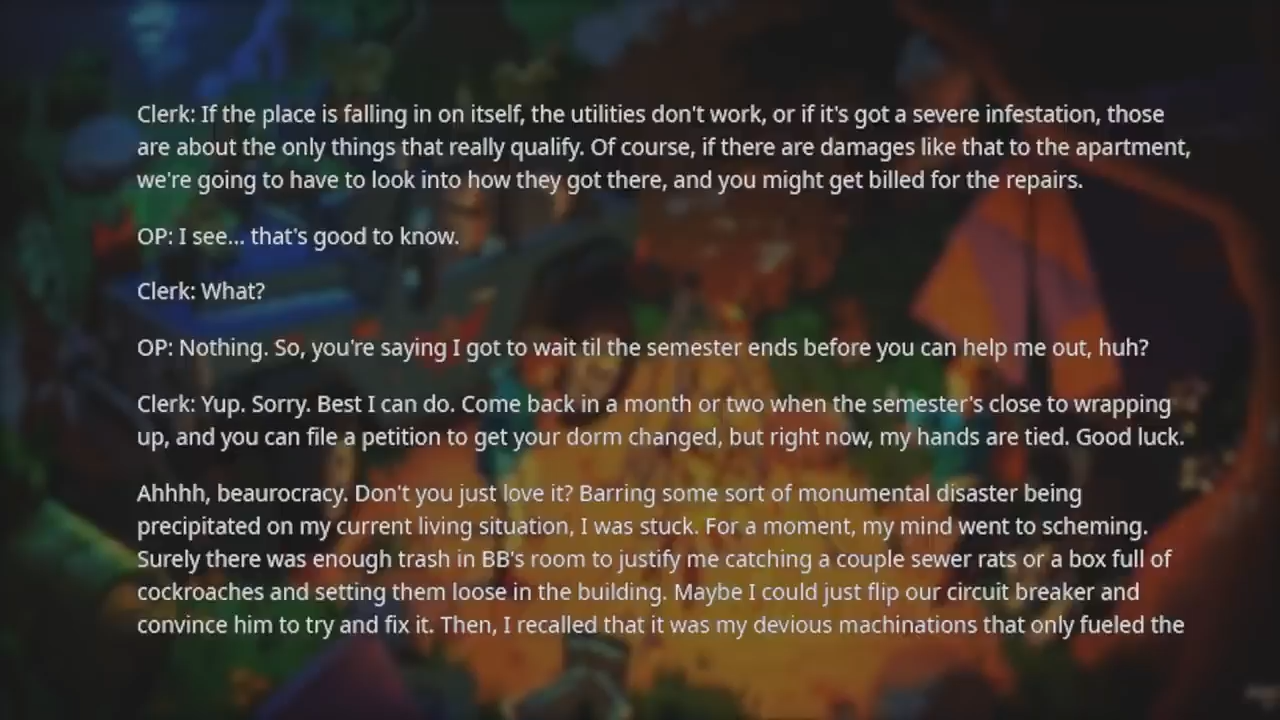 Clerk: If the place is falling in on itself, the utilities don't work, or if it's got a severe infestation, those
are about the only things that really qualify. Of course, if there are damages like that to the apartment,
we're going to have to look into how they got there, and you might get billed for the repairs.
OP: I see... that's good to know.
Clerk: What?
OP: Nothing. So, you're saying I got to wait til the semester ends before you can help me out, huh?
Clerk: Yup. Sorry. Best I can do. Come back in a month or two when the semester's close to wrapping
up, and you can file a petition to get your dorm changed, but right now, my hands are tied. Good luck.
Ahhhh, beaurocracy. Don't you just love it? Barring some sort of monumental disaster being
precipitated on my current living situation, I was stuck. For a moment, my mind went to scheming.
Surely there was enough trash in BB's room to justify me catching a couple sewer rats or a box full of
cockroaches and setting them loose in the building. Maybe I could just flip our circuit breaker and
convince him to try and fix it. Then, I recalled that it was my devious machinations that only fueled the